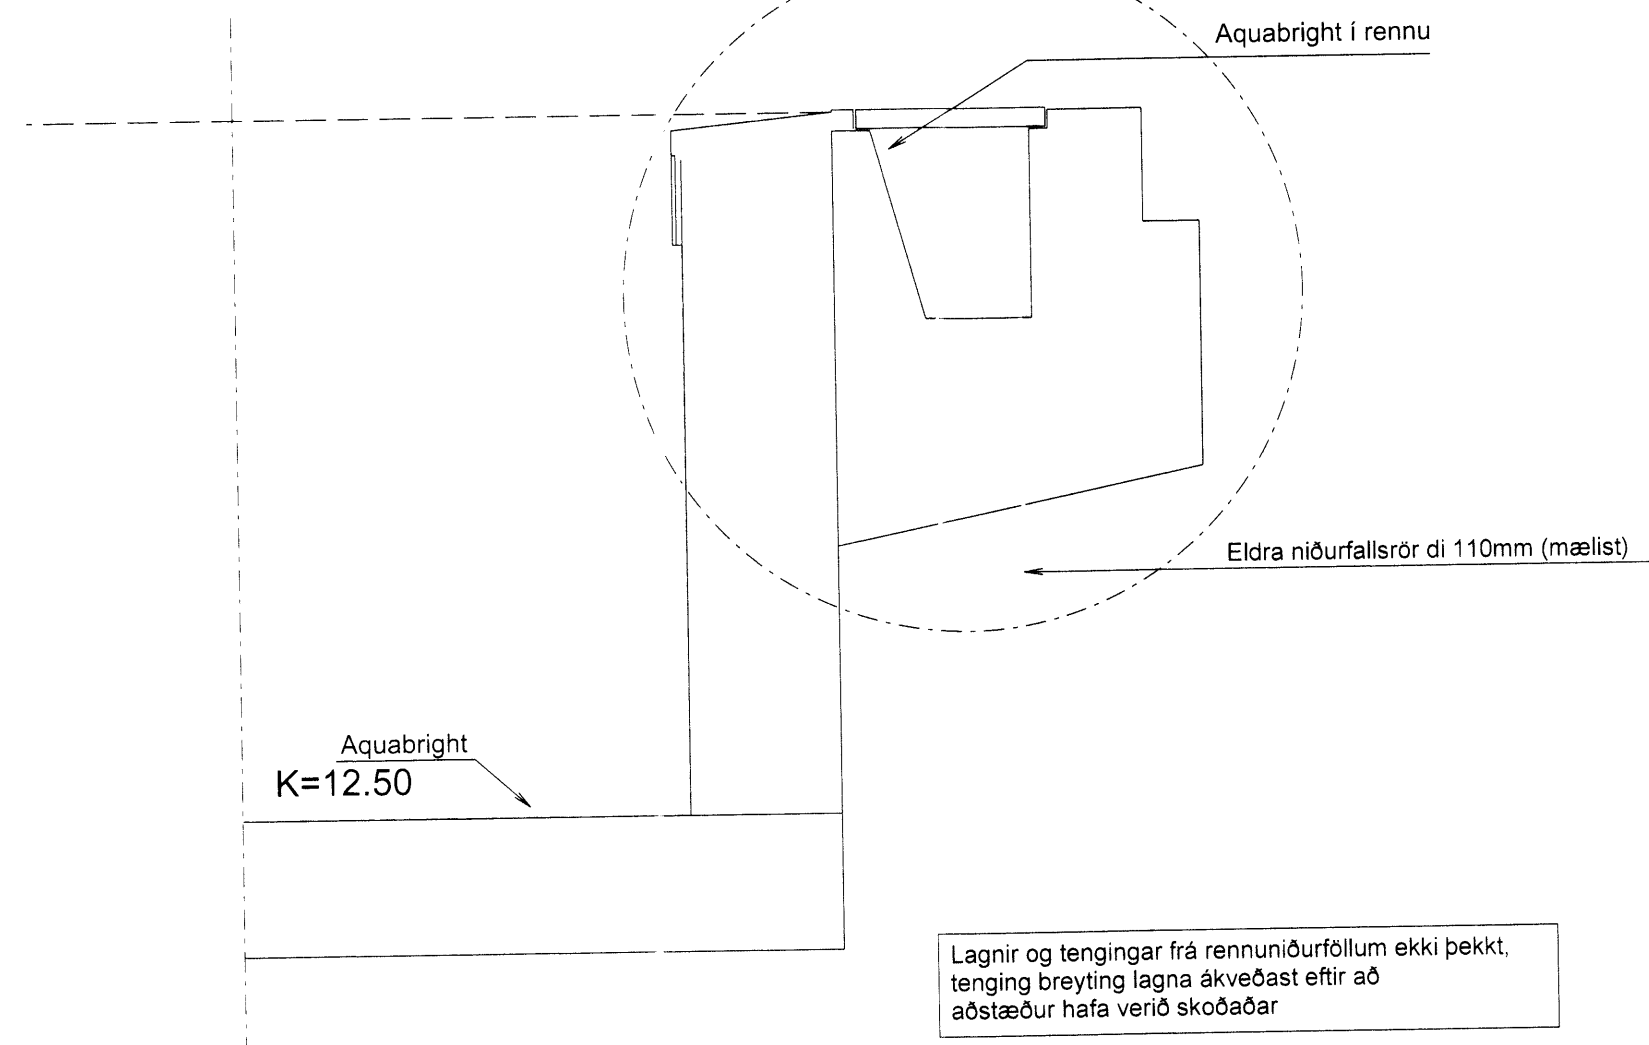 Aquabright í rennu
Eldra niðurfallsrör di 110mm (mælist)
Aquabright
K=12.50
Lagnir og tengingar frá rennuniðurföllum ekki þekkt,
tenging breyting lagna ákveðast eftir að
aðstæður hafa verið skoðaðar